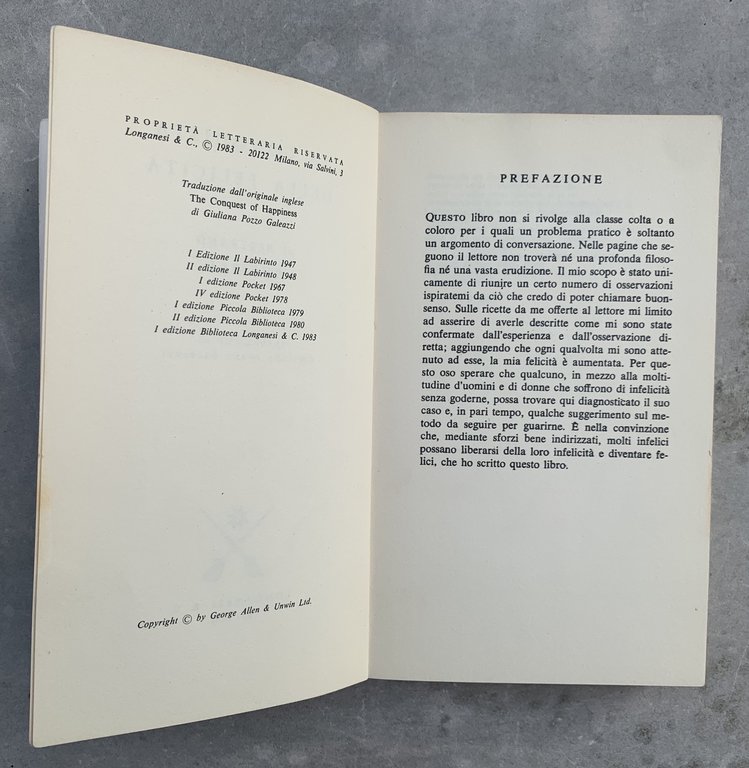 PROPRIETÀ LETTERARIA RISERVATA
Longanesi & C., © 1983 - 20122 Milano, via Salvini, 3
Traduzione dall'originale inglese
The Conquest of Happiness
di Giuliana Pozzo Galeazzi
I Edizione Il Labirinto 1947
II edizione Il Labirinto 1948
I edizione Pocket 1967
IV edizione Pocket 1978
I edizione Piccola Biblioteca 1979
II edizione Piccola Biblioteca 1980
I edizione Biblioteca Longanesi & C. 1983
Copyright © by George Allen & Unwin Ltd.
PREFAZIONE
QUESTO libro non si rivolge alla classe colta o a
coloro per i quali un problema pratico è soltanto
un argomento di conversazione. Nelle pagine che se-
guono il lettore non troverà né una profonda filoso-
fia né una vasta erudizione. Il mio scopo è stato uni-
camente di riunire un certo numero di osservazioni
ispiratemi da ciò che credo di poter chiamare buon-
senso. Sulle ricette da me offerte al lettore mi limito
ad asserire di averle descritte come mi sono state
confermate dall'esperienza e dall'osservazione di-
retta; aggiungendo che ogni qualvolta mi sono atte-
nuto ad esse, la mia felicità è aumentata. Per que-
sto oso sperare che qualcuno, in mezzo alla molti-
tudine d'uomini e di donne che soffrono di infelicità
senza goderne, possa trovare qui diagnosticato il suo
caso e, in pari tempo, qualche suggerimento sul me-
todo da seguire per guarirne. È nella convinzione
che, mediante sforzi bene indirizzati, molti infelici
possano liberarsi della loro infelicità e diventare fe-
lici, che ho scritto questo libro.